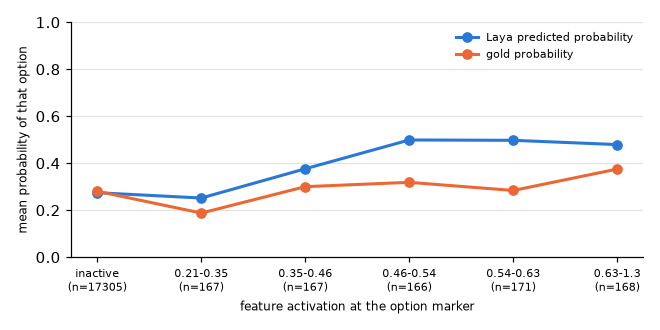 1.0
0.8
0.6
0.4
0.2
0.0
mean probability of that option
Laya predicted probability
gold probability
inactive
(n=17305)
0.21-0.35
(n=167)
0.35-0.46
(n=167)
0.46-0.54
(n=166)
0.54-0.63
(n=171)
0.63-1.3
(n=168)
feature activation at the option marker